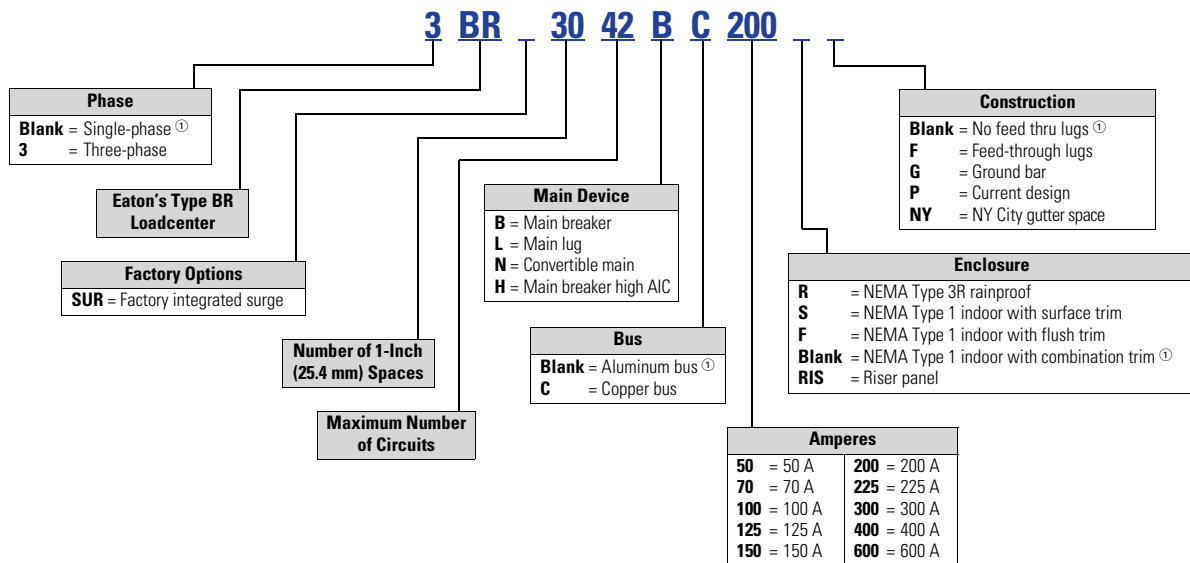 3 BR _ 30 42 B C 200 _ _
Phase
Blank = Single-phase ①
3 = Three-phase
Eaton's Type BR
Loadcenter
Factory Options
SUR = Factory integrated surge
Number of 1-Inch
(25.4 mm) Spaces
Maximum Number
of Circuits
Main Device
B = Main breaker
L = Main lug
N = Convertible main
H = Main breaker high AIC
Bus
Blank = Aluminum bus ①
C = Copper bus
Construction
Blank = No feed thru lugs ①
F = Feed-through lugs
G = Ground bar
P = Current design
NY = NY City gutter space
Enclosure
R = NEMA Type 3R rainproof
S = NEMA Type 1 indoor with surface trim
F = NEMA Type 1 indoor with flush trim
Blank = NEMA Type 1 indoor with combination trim ①
RIS = Riser panel
Amperes
50 = 50 A 200 = 200 A
70 = 70 A 225 = 225 A
100 = 100 A 300 = 300 A
125 = 125 A 400 = 400 A
150 = 150 A 600 = 600 A